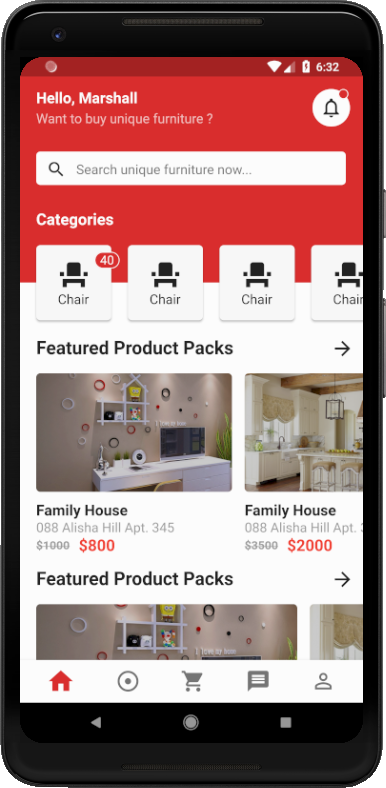 6:32
Hello, Marshall
Want to buy unique furniture ?
Search unique furniture now...
Categories
40
Chair
Chair
Chair
Chair
Featured Product Packs
Family House
Family House
088 Alisha Hill Apt. 345
088 Alisha Hill Apt.
$1000 $800
$3500 $2000
Featured Product Packs